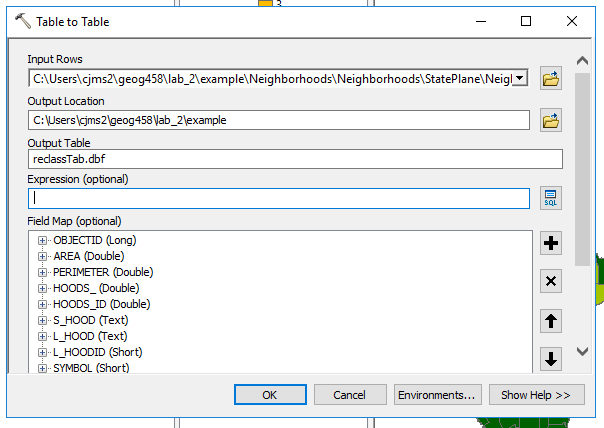 3
Table to Table
Input Rows
C:\Users\cjms2\geog458\lab_2\example\Neighborhoods\Neighborhoods\StatePlane\Neigh
Output Location
C:\Users\cjms2\geog458\lab_2\example
Output Table
reclassTab.dbf
Expression (optional)
SQL
Field Map (optional)
OBJECTID (Long)
AREA (Double)
PERIMETER (Double)
HOODS_ (Double)
HOODS_ID (Double)
S_HOOD (Text)
L_HOOD (Text)
L_HOODID (Short)
SYMBOL (Short)
OK
Cancel
Environments...
Show Help >>